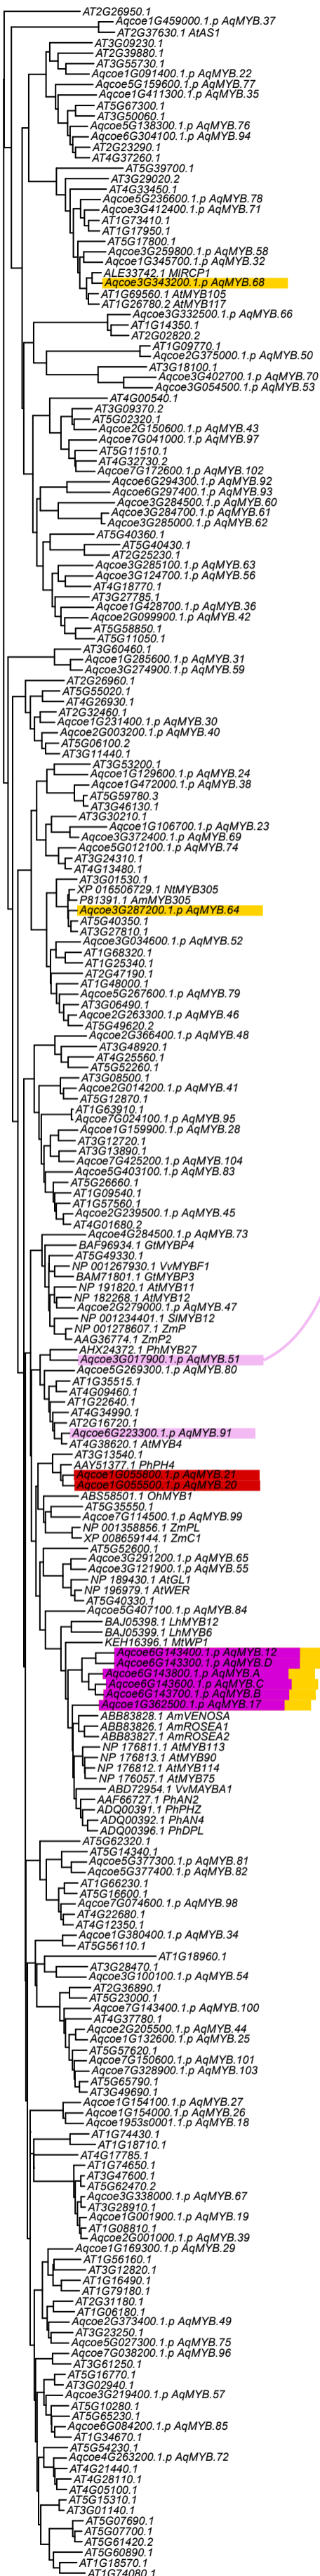 AT2G26950.1
Aqcoe1G459000.1.p AqMYB.37
AT2G37630.1 AtAS1
AT3G09230.1
AT2G39880.1
AT3G55730.1
Aqcoe1G091400.1 AqMYB.22
Aqcoe5G159600.1.p AqMYB.77
Aqcoe1G411300.1.p AqMYB.35
AT5G67300.1
AT3G50060.1
Aqcoe5G138300.1.p AqMYB.76
Aqcoe6G304100.1.p AqMYB.94
AT2G23290.1
AT4G37260.1
AT5G39700.1
AT3G29020.2
AT4G33450.1
Aqcoe5G236600.1.p AqMYB.78
Aqcoe3G412400.1.p AqMYB.71
AT1G73410.1
AT1G17950.1
AT5G17800.1
Aqcoe3G259800.1.p AqMYB.58
Aqcoe1G345700.1.p AqMYB.32
ALE33742.1 MlRCP1
Aqcoe3G343200.1.p AqMYB.68
AT1G69560.1 AtMYB105
AT1G26780.2 AtMYB117
Aqcoe3G332500.1.p AqMYB.66
AT1G14350.1
AT2G02820.2
AT1G09770.1
Aqcoe2G375000.1.p AqMYB.50
AT3G18100.1
Aqcoe3G402700.1.p AqMYB.70
Aqcoe3G054500.1.p AqMYB.53
AT4G00540.1
AT3G09370.2
AT5G02320.1
Aqcoe2G150600.1.p AqMYB.43
Aqcoe7G041000.1.p AqMYB.97
AT5G11510.1
AT4G32730.2
Aqcoe7G172600.1.p AqMYB.102
Aqcoe6G294300.1.p AqMYB.92
Aqcoe6G297400.1.p AqMYB.93
Aqcoe3G284500.1.p AqMYB.60
Aqcoe3G284700.1.p AqMYB.61
Aqcoe3G285000.1.p AqMYB.62
AT5G40360.1
AT5G40430.1
AT2G25230.1
Aqcoe3G285100.1.p AqMYB.63
Aqcoe3G124700.1.p AqMYB.56
AT4G18770.1
AT3G27785.1
Aqcoe1G428700.1.p AqMYB.36
Aqcoe2G099900.1.p AqMYB.42
AT5G58850.1
AT5G11050.1
AT3G60460.1
Aqcoe1G285600.1.p AqMYB.31
Aqcoe3G274900.1.p AqMYB.59
AT2G26960.1
AT5G55020.1
AT4G26930.1
AT2G32460.1
Aqcoe1G231400.1.p AqMYB.30
Aqcoe2G003200.1.p AqMYB.40
AT5G06100.2
AT3G11440.1
AT3G53200.1
Aqcoe1G129600.1.p AqMYB.24
Aqcoe1G472000.1.p AqMYB.38
AT5G59780.3
AT3G46130.1
AT3G30210.1
Aqcoe1G106700.1.p AqMYB.23
Aqcoe3G372400.1.p AqMYB.69
Aqcoe5G012100.1.p AqMYB.74
AT3G24310.1
AT4G13480.1
AT3G01530.1
XP 016506729.1 NtMYB305
P81391.1 AmMYB305
Aqcoe3G287200.1.p AqMYB.64
AT5G40350.1
AT3G27810.1
Aqcoe3G034600.1.p AqMYB.52
AT1G68320.1
AT1G25340.1
AT2G47190.1
AT1G48000.1
Aqcoe5G267600.1.p AqMYB.79
AT3G06490.1
Aqcoe2G263300.1.p AqMYB.46
AT5G49620.2
Aqcoe2G366400.1.p AqMYB.48
AT3G48920.1
AT4G25560.1
AT5G52260.1
AT3G08500.1
Aqcoe2G014200.1.p AqMYB.41
AT5G12870.1
AT1G63910.1
Aqcoe7G024100.1.p AqMYB.95
Aqcoe1G159900.1.p AqMYB.28
AT3G12720.1
AT3G13890.1
Aqcoe7G425200.1.p AqMYB.104
Aqcoe5G403100.1.p AqMYB.83
AT5G26660.1
AT1G09540.1
AT1G57560.1
Aqcoe2G239500.1.p AqMYB.45
AT4G01680.2
Aqcoe4G284500.1.p AqMYB.73
BAF96934.1 GtMYBP4
AT5G49330.1
NP 001267930.1 VvMYBF1
BAM71801.1 GtMYBP3
NP 191820.1 AtMYB11
NP 182268.1 AtMYB12
Aqcoe2G279000.1.p AqMYB.47
NP 001234401.1 SlMYB12
NP 001278607.1 ZmP
AAG36774.1 ZmP2
AHX24372.1 PhMYB27
Aqcoe3G017900.1.p AqMYB.51
Aqcoe5G269300.1.p AqMYB.80
AT1G35515.1
AT4G09460.1
AT1G22640.1
AT4G34990.1
AT2G16720.1
Aqcoe6G223300.1.p AqMYB.91
AT4G38620.1 AtMYB4
AT3G13540.1
AAY51377.1 PhPH4
Aqcoe1G055800.1.p AqMYB.21
Aqcoe1G055500.1.p AqMYB.20
ABS58501.1 OhMYB1
AT5G35550.1
Aqcoe7G114500.1.p AqMYB.99
NP 001358856.1 ZmPL
XP 008659144.1 ZmC1
AT5G52600.1
Aqcoe3G291200.1.p AqMYB.65
Aqcoe3G121900.1.p AqMYB.55
NP 189430.1 AtGL1
NP 196979.1 AtWER
AT5G40330.1
Aqcoe5G407100.1.p AqMYB.84
BAJ05398.1 LhMYB12
BAJ05399.1 LhMYB6
KEH16396.1 MtWP1
Aqcoe6G143400.1.p AqMYB.12
Aqcoe6G143300.1.p AqMYB.D
Aqcoe6G143800.1.p AqMYB.A
Aqcoe5G143600.1.p AqMYB.C
Aqcoe6G143700.1.p AqMYB.B
Aqcoe1G362500.1.p AqMYB.17
ABB83828.1 AmVENOSA
ABB83826.1 AmROSEA1
ABB83827.1 AmROSEA2
NP 176811.1 AtMYB113
NP 176813.1 AtMYB90
NP 176812.1 AtMYB114
NP 176057.1 AtMYB75
ABD72954.1 VvMAYBA1
AAF66727.1 PhAN2
ADQ00391.1 PhPHZ
ADQ00392.1 PhAN4
ADQ00396.1 PhDPL
AT5G62320.1
AT5G14340.1
Aqcoe5G377300.1.p AqMYB.81
Aqcoe5G377400.1.p AqMYB.82
AT1G66230.1
AT5G16600.1
Aqcoe7G074600.1.p AqMYB.98
AT4G22680.1
AT4G12350.1
Aqcoe1G380400.1.p AqMYB.34
AT5G56110.1
AT1G18960.1
AT3G28470.1
Aqcoe3G100100.1.p AqMYB.54
AT2G36890.1
AT5G23000.1
Aqcoe7G143400.1.p AqMYB.100
AT4G37780.1
Aqcoe2G205500.1.p AqMYB.44
Aqcoe1G132600.1.p AqMYB.25
AT5G57620.1
Aqcoe7G150600.1.p AqMYB.101
Aqcoe7G328900.1.p AqMYB.103
AT5G65790.1
AT3G49690.1
Aqcoe1G154100.1.p AqMYB.27
Aqcoe1G154000.1.p AqMYB.26
Aqcoe1953s0001.1.p AqMYB.18
AT1G74430.1
AT1G18710.1
AT4G17785.1
AT1G74650.1
AT3G47600.1
AT5G62470.2
Aqcoe3G338000.1.p AqMYB.67
AT3G28910.1
Aqcoe1G001900.1.p AqMYB.19
AT1G08810.1
Aqcoe2G001000.1.p AqMYB.39
Aqcoe1G169300.1.p AqMYB.29
AT1G56160.1
AT3G12820.1
AT1G16490.1
AT1G79180.1
AT2G31180.1
AT1G06180.1
Aqcoe2G373400.1.p AqMYB.49
AT3G23250.1
Aqcoe5G027300.1.p AqMYB.75
Aqcoe7G038200.1.p AqMYB.96
AT3G61250.1
AT5G16770.1
AT3G02940.1
Aqcoe3G219400.1.p AqMYB.57
AT5G10280.1
AT5G65230.1
Aqcoe6G084200.1.p AqMYB.85
AT1G34670.1
AT5G54230.1
Aqcoe4G263200.1.p AqMYB.72
AT4G21440.1
AT4G28110.1
AT4G05100.1
AT5G15310.1
AT3G01140.1
AT5G07690.1
AT5G07700.1
AT5G61420.2
AT5G60890.1
AT1G18570.1
AT1G74080.1